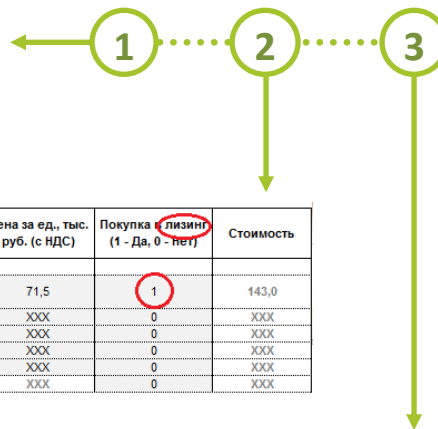 1 2 3
ена за ед., тыс. Покупка в лизинг Стоимость
руб. (с НДС) (1 - Да, 0 - нет)
71,5 1 143,0
XXX 0 XXX
XXX 0 XXX
XXX 0 XXX
XXX 0 XXX
XXX 0 XXX